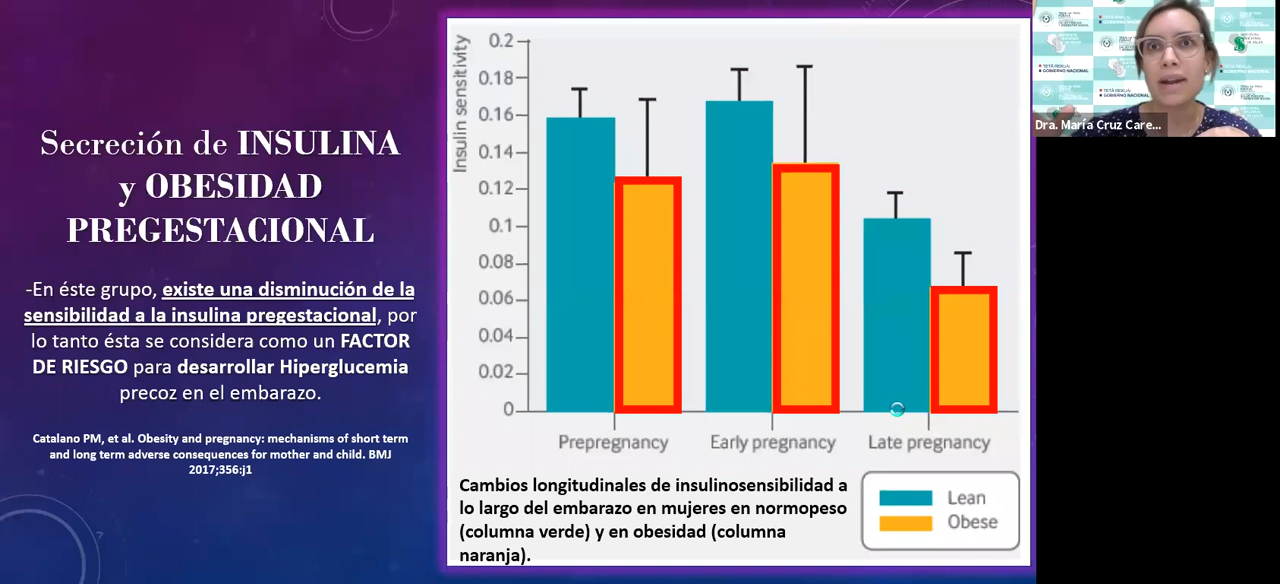 Secreción de INSULINA
y OBESIDAD
PREGESTACIONAL
-En éste grupo, existe una disminución de la
sensibilidad a la insulina pregestacional, por
lo tanto ésta se considera como un FACTOR
DE RIESGO para desarrollar Hiperglucemia
precoz en el embarazo.
Catalano PM, et al. Obesity and pregnancy: mechanisms of short term
and long term adverse consequences for mother and child. BMJ
2017;356:j1
Insulin sensitivity
0.2
0.18
0.16
0.14
0.12
0.1
0.08
0.06
0.04
0.02
0
Prepregnancy
Early pregnancy
Late pregnancy
Cambios longitudinales de insulinosensibilidad a
lo largo del embarazo en mujeres en normopeso
(columna verde) y en obesidad (columna
naranja).
Lean
Obese
TETÃ REKUÁI
GOBIERNO NACIONAL
Dra. María Cruz Care...